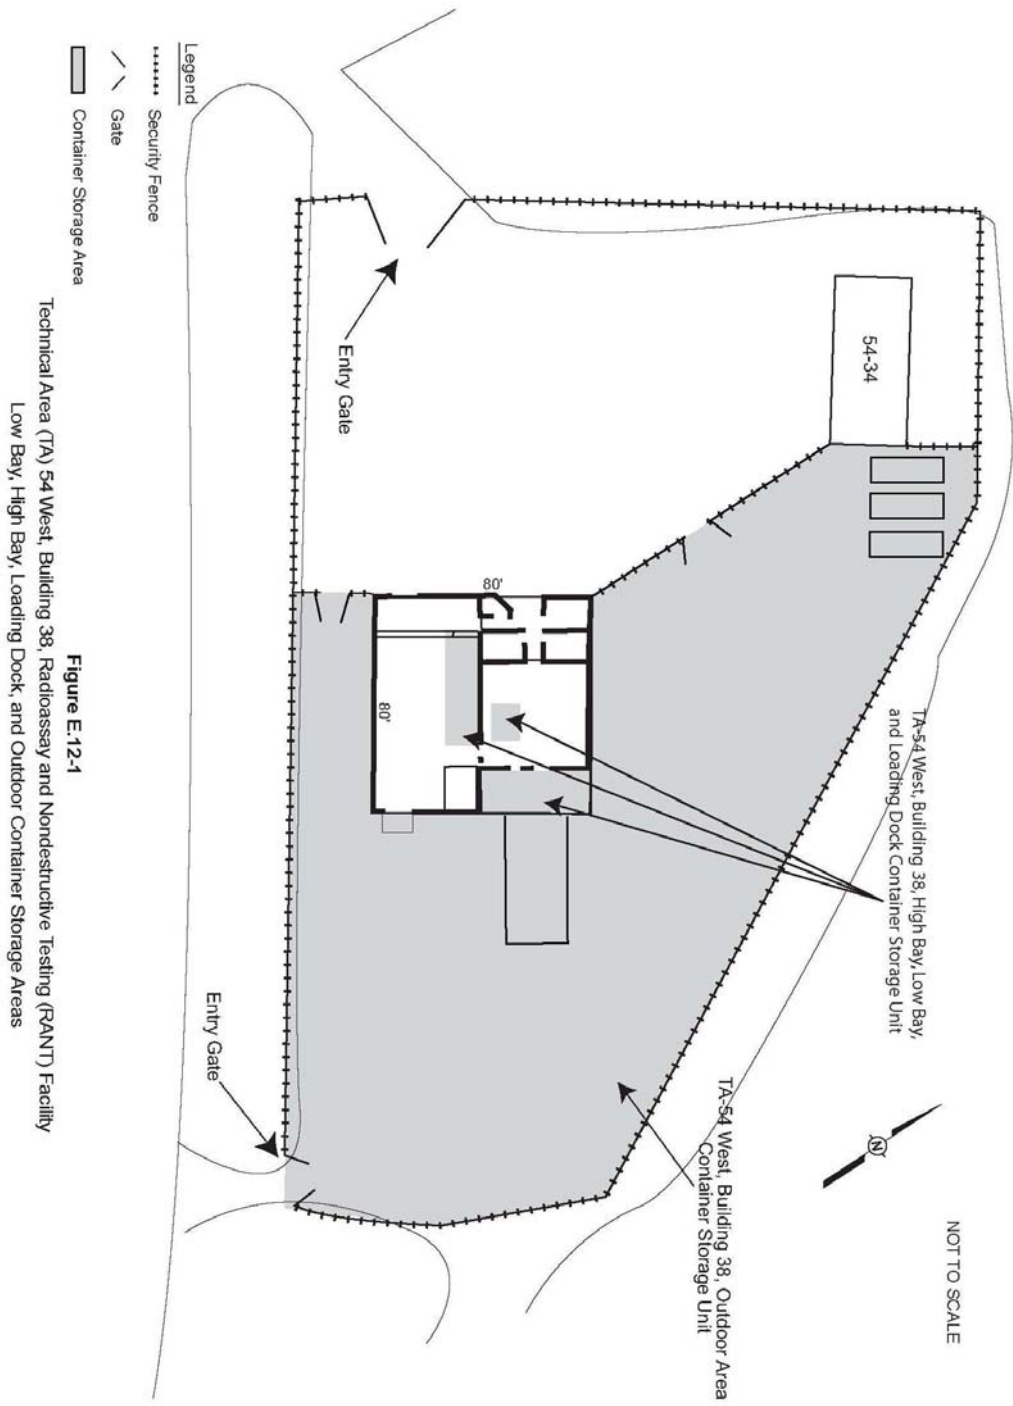 NOT TO SCALE
N
TA-54 West, Building 38, High Bay, Low Bay,
and Loading Dock Container Storage Unit
TA-54 West, Building 38, Outdoor Area
Container Storage Unit
54-34
80'
80'
Entry Gate
Entry Gate
Legend
Security Fence
Gate
Container Storage Area
Figure E.12-1
Technical Area (TA) 54 West, Building 38, Radioassay and Nondestructive Testing (RANT) Facility
Low Bay, High Bay, Loading Dock, and Outdoor Container Storage Areas